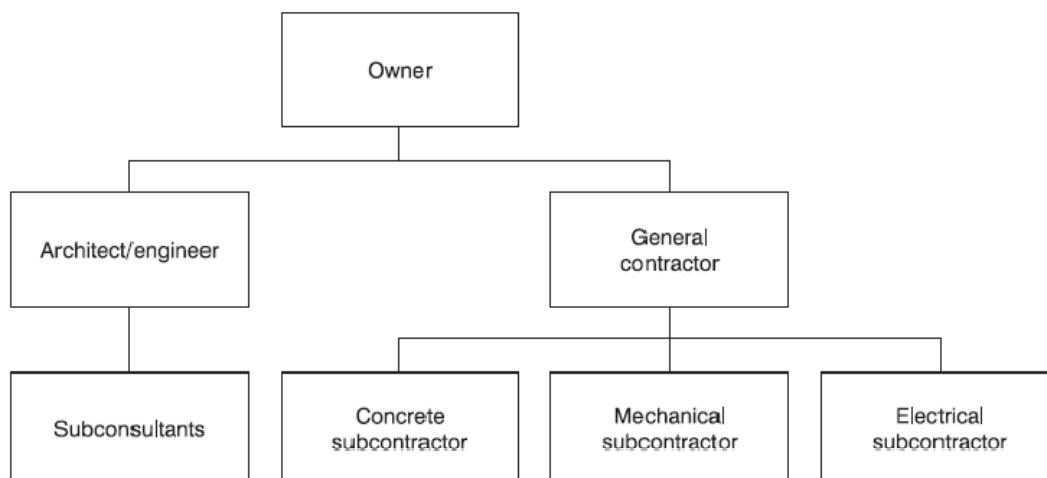 Owner
Architect/engineer
General
contractor
Subconsultants
Concrete
subcontractor
Mechanical
subcontractor
Electrical
subcontractor